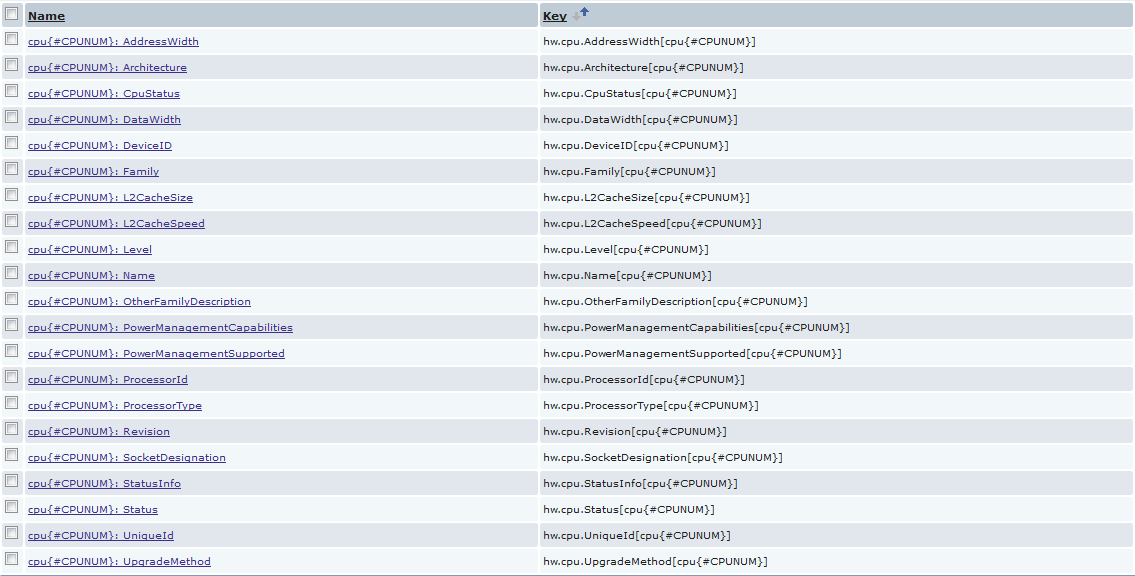 Name Key
cpu{#CPUNUM}: AddressWidth hw.cpu.AddressWidth[cpu{#CPUNUM}]
cpu{#CPUNUM}: Architecture hw.cpu.Architecture[cpu{#CPUNUM}]
cpu{#CPUNUM}: CpuStatus hw.cpu.CpuStatus[cpu{#CPUNUM}]
cpu{#CPUNUM}: DataWidth hw.cpu.DataWidth[cpu{#CPUNUM}]
cpu{#CPUNUM}: DeviceID hw.cpu.DeviceID[cpu{#CPUNUM}]
cpu{#CPUNUM}: Family hw.cpu.Family[cpu{#CPUNUM}]
cpu{#CPUNUM}: L2CacheSize hw.cpu.L2CacheSize[cpu{#CPUNUM}]
cpu{#CPUNUM}: L2CacheSpeed hw.cpu.L2CacheSpeed[cpu{#CPUNUM}]
cpu{#CPUNUM}: Level hw.cpu.Level[cpu{#CPUNUM}]
cpu{#CPUNUM}: Name hw.cpu.Name[cpu{#CPUNUM}]
cpu{#CPUNUM}: OtherFamilyDescription hw.cpu.OtherFamilyDescription[cpu{#CPUNUM}]
cpu{#CPUNUM}: PowerManagementCapabilities hw.cpu.PowerManagementCapabilities[cpu{#CPUNUM}]
cpu{#CPUNUM}: PowerManagementSupported hw.cpu.PowerManagementSupported[cpu{#CPUNUM}]
cpu{#CPUNUM}: ProcessorId hw.cpu.ProcessorId[cpu{#CPUNUM}]
cpu{#CPUNUM}: ProcessorType hw.cpu.ProcessorType[cpu{#CPUNUM}]
cpu{#CPUNUM}: Revision hw.cpu.Revision[cpu{#CPUNUM}]
cpu{#CPUNUM}: SocketDesignation hw.cpu.SocketDesignation[cpu{#CPUNUM}]
cpu{#CPUNUM}: StatusInfo hw.cpu.StatusInfo[cpu{#CPUNUM}]
cpu{#CPUNUM}: Status hw.cpu.Status[cpu{#CPUNUM}]
cpu{#CPUNUM}: UniqueId hw.cpu.UniqueId[cpu{#CPUNUM}]
cpu{#CPUNUM}: UpgradeMethod hw.cpu.UpgradeMethod[cpu{#CPUNUM}]